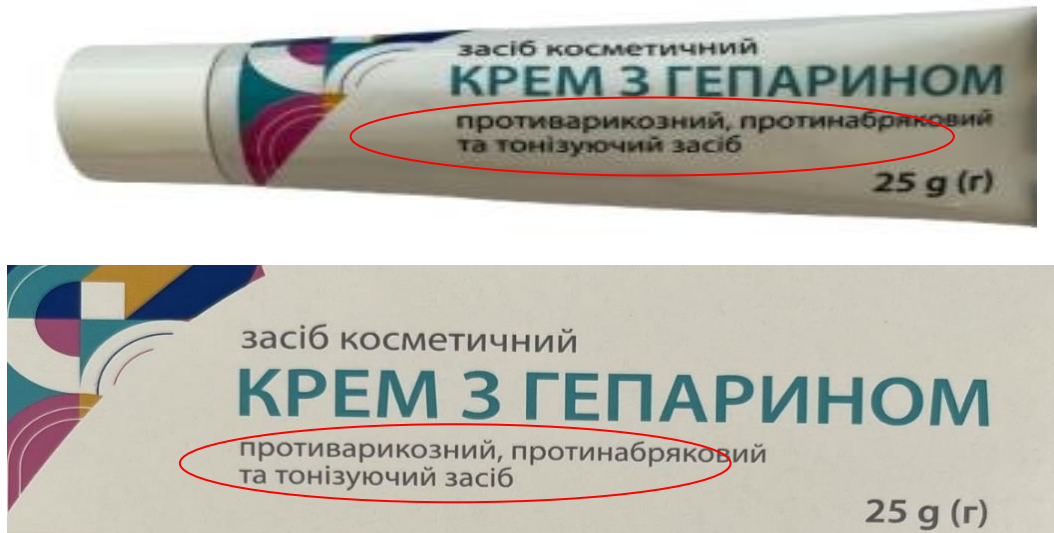 засіб косметичний
КРЕМ З ГЕПАРИНОМ
противарикозний, протинабряковий
та тонізуючий засіб
25 g (г)
засіб косметичний
КРЕМ З ГЕПАРИНОМ
противарикозний, протинабряковий
та тонізуючий засіб
25 g (г)